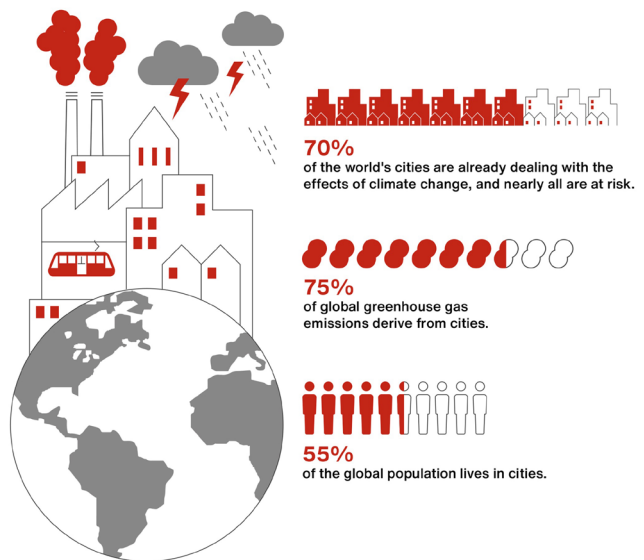 70%
of the world's cities are already dealing with the
effects of climate change, and nearly all are at risk.
75%
of global greenhouse gas
emissions derive from cities.
55%
of the global population lives in cities.